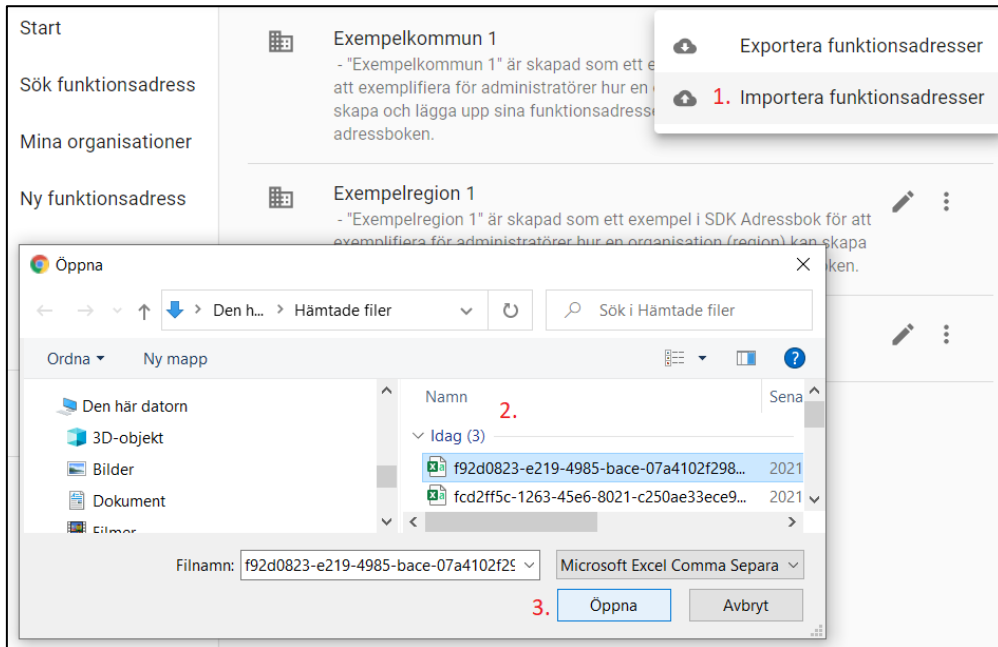 Start
Sök funktionsadress
Mina organisationer
Ny funktionsadress
Exempelkommun 1
- "Exempelkommun 1" är skapad som ett e
att exemplifiera för administratörer hur en
skapa och lägga upp sina funktionsadresse
adressboken.
Exportera funktionsadresser
1. Importera funktionsadresser
Exempelregion 1
- "Exempelregion 1" är skapad som ett exempel i SDK Adressbok för att
exemplifiera för administratörer hur en organisation (region) kan skapa
ken.
Öppna
Den h... > Hämtade filer
Sök i Hämtade filer
Ordna
Ny mapp
Den här datorn
3D-objekt
Bilder
Dokument
Filmer
Namn
Sena
2.
Idag (3)
f92d0823-e219-4985-bace-07a4102f298... 2021
fcd2ff5c-1263-45e6-8021-c250ae33ece9... 2021
Filnamn: f92d0823-e219-4985-bace-07a4102f29
Microsoft Excel Comma Separa
3. Öppna
Avbryt